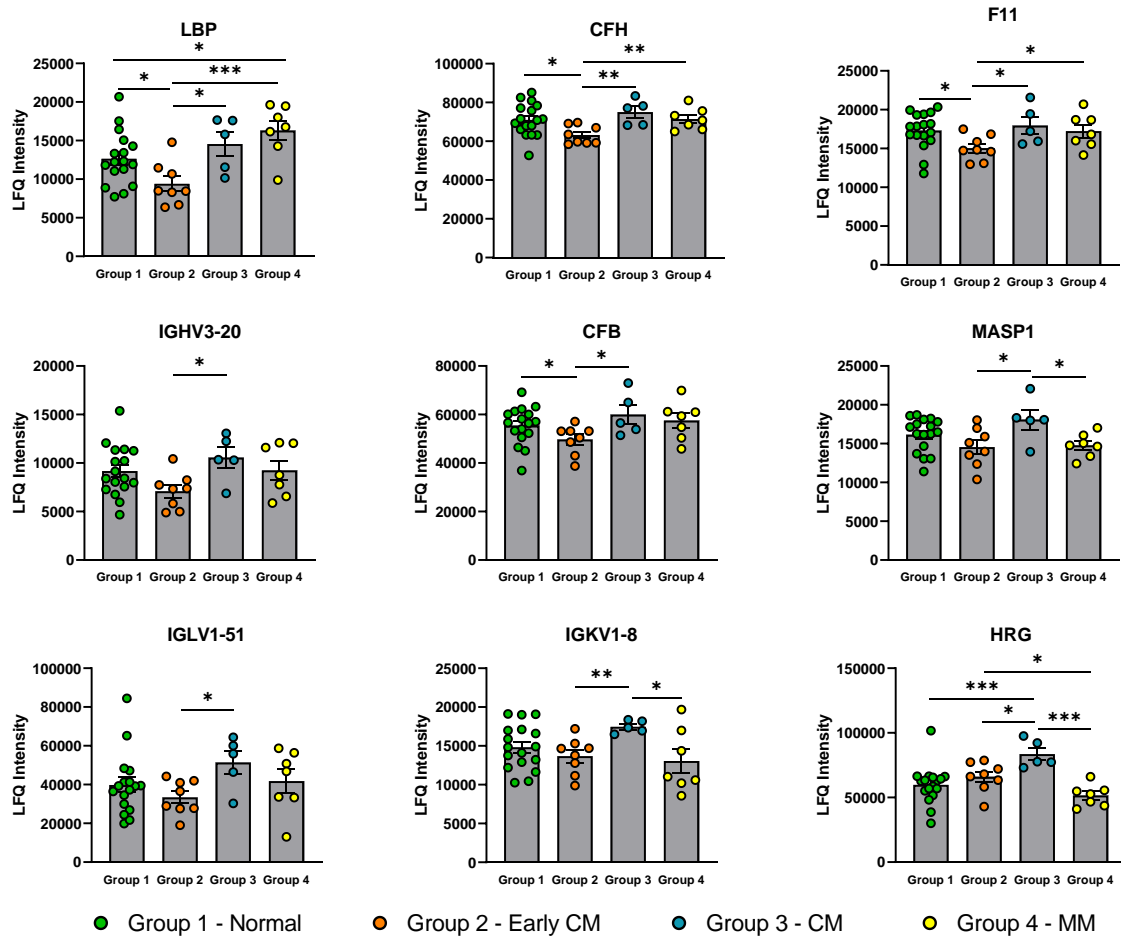 LBP
* 
* ***
*
LFQ Intensity
25000
20000
15000
10000
5000
0
Group 1 Group 2 Group 3 Group 4
CFH
* **
**
LFQ Intensity
100000
80000
60000
40000
20000
0
Group 1 Group 2 Group 3 Group 4
F11
*
* *
LFQ Intensity
25000
20000
15000
10000
5000
0
Group 1 Group 2 Group 3 Group 4
IGHV3-20
*
LFQ Intensity
20000
15000
10000
5000
0
Group 1 Group 2 Group 3 Group 4
CFB
* *
LFQ Intensity
80000
60000
40000
20000
0
Group 1 Group 2 Group 3 Group 4
MASP1
* *
LFQ Intensity
25000
20000
15000
10000
5000
0
Group 1 Group 2 Group 3 Group 4
IGLV1-51
*
LFQ Intensity
100000
80000
60000
40000
20000
0
Group 1 Group 2 Group 3 Group 4
IGKV1-8
** *
LFQ Intensity
25000
20000
15000
10000
5000
0
Group 1 Group 2 Group 3 Group 4
HRG
*
***
* ***
LFQ Intensity
150000
100000
50000
0
Group 1 Group 2 Group 3 Group 4
Group 1 - Normal Group 2 - Early CM Group 3 - CM Group 4 - MM